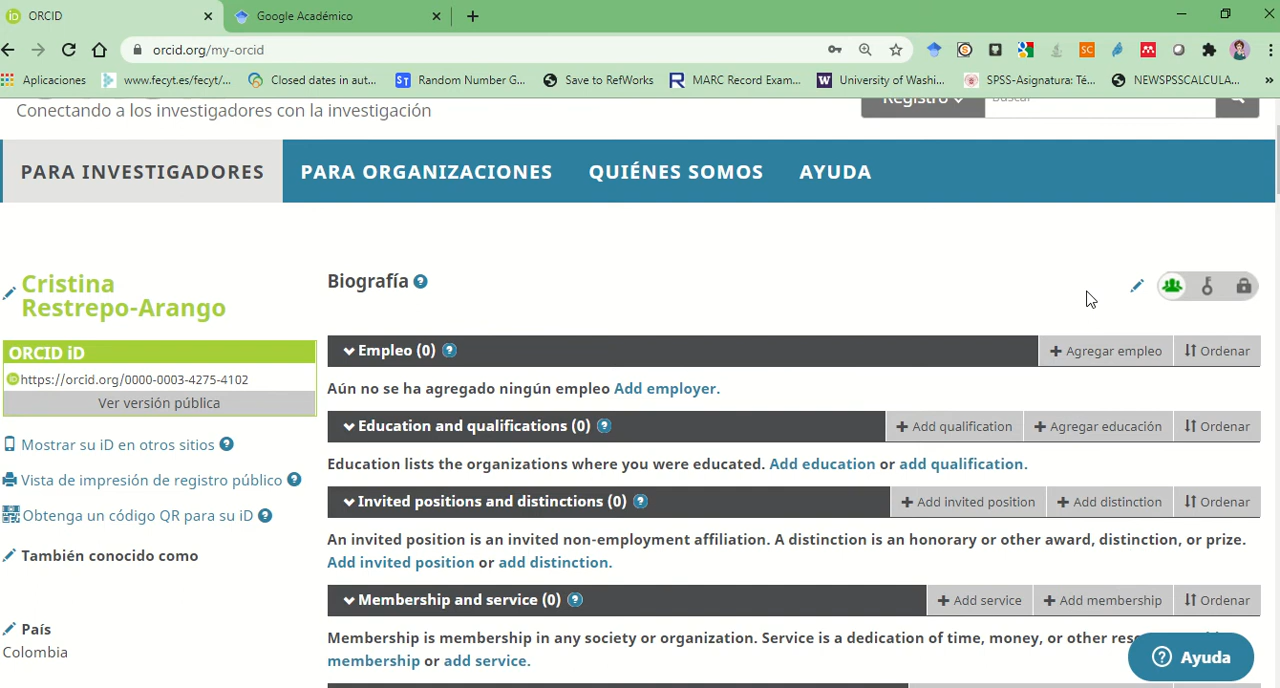 ORCID
Google Académico
orcid.org/my-orcid
Aplicaciones
www.fecyt.es/fecyt/...
Closed dates in aut...
ST Random Number G...
Save to RefWorks
MARC Record Exam...
University of Washi...
SPSS-Asignatura: Té...
NEWSPSSCALCULA...
Conectando a los investigadores con la investigación
Registro
Buscar
PARA INVESTIGADORES
PARA ORGANIZACIONES
QUIÉNES SOMOS
AYUDA
Cristina
Restrepo-Arango
ORCID iD
https://orcid.org/0000-0003-4275-4102
Ver versión pública
Mostrar su iD en otros sitios
Vista de impresión de registro público
Obtenga un código QR para su iD
También conocido como
País
Colombia
Biografía
Empleo (0)
Agregar empleo
Ordenar
Aún no se ha agregado ningún empleo Add employer.
Education and qualifications (0)
Add qualification
Agregar educación
Ordenar
Education lists the organizations where you were educated. Add education or add qualification.
Invited positions and distinctions (0)
Add invited position
Add distinction
Ordenar
An invited position is an invited non-employment affiliation. A distinction is an honorary or other award, distinction, or prize.
Add invited position or add distinction.
Membership and service (0)
Add service
Add membership
Ordenar
Membership is membership in any society or organization. Service is a dedication of time, money, or other
membership or add service.
Ayuda